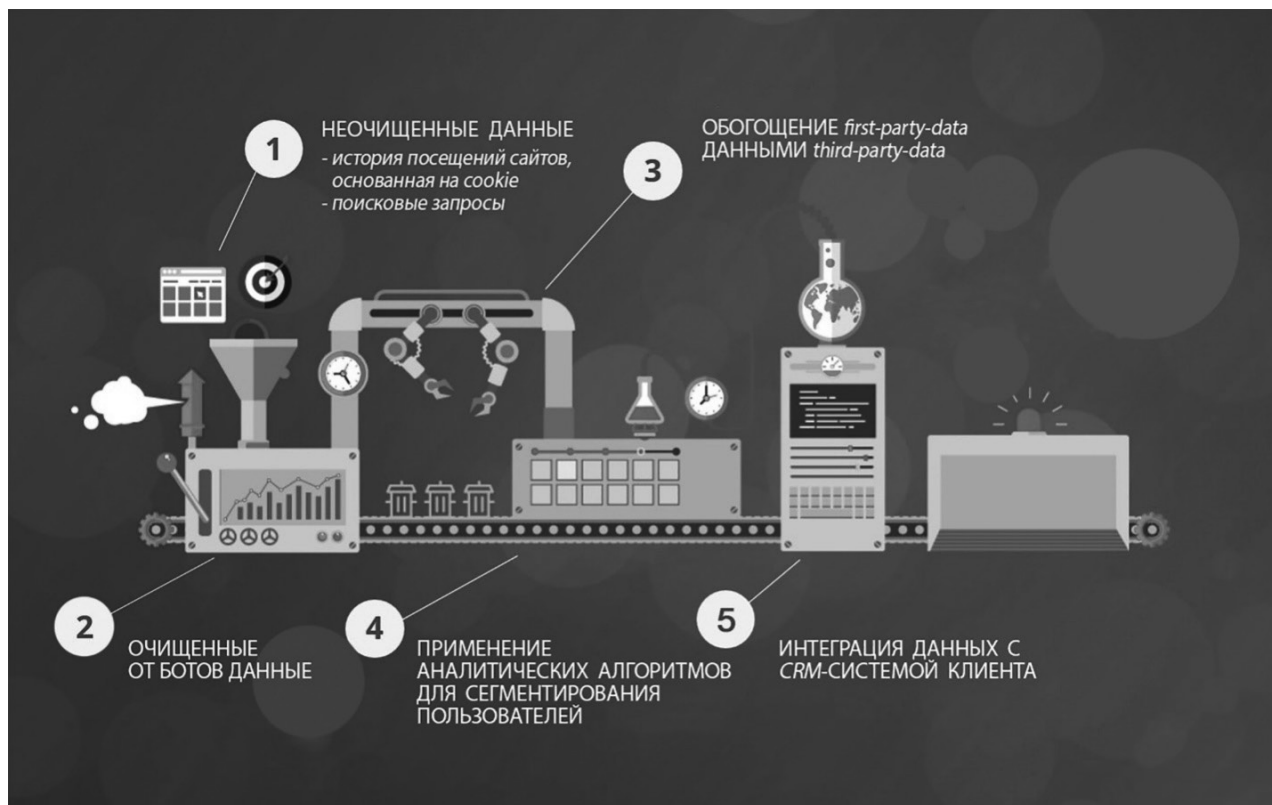 1
НЕОЧИЩЕННЫЕ ДАННЫЕ
- история посещений сайтов,
основанная на cookie
- поисковые запросы
3
ОБОГОЩЕНИЕ first-party-data
ДАННЫМИ third-party-data
2
ОЧИЩЕННЫЕ
ОТ БОТОВ ДАННЫЕ
4
ПРИМЕНЕНИЕ
АНАЛИТИЧЕСКИХ АЛГОРИТМОВ
ДЛЯ СЕГМЕНТИРОВАНИЯ
ПОЛЬЗОВАТЕЛЕЙ
5
ИНТЕГРАЦИЯ ДАННЫХ С
CRM-СИСТЕМОЙ КЛИЕНТА